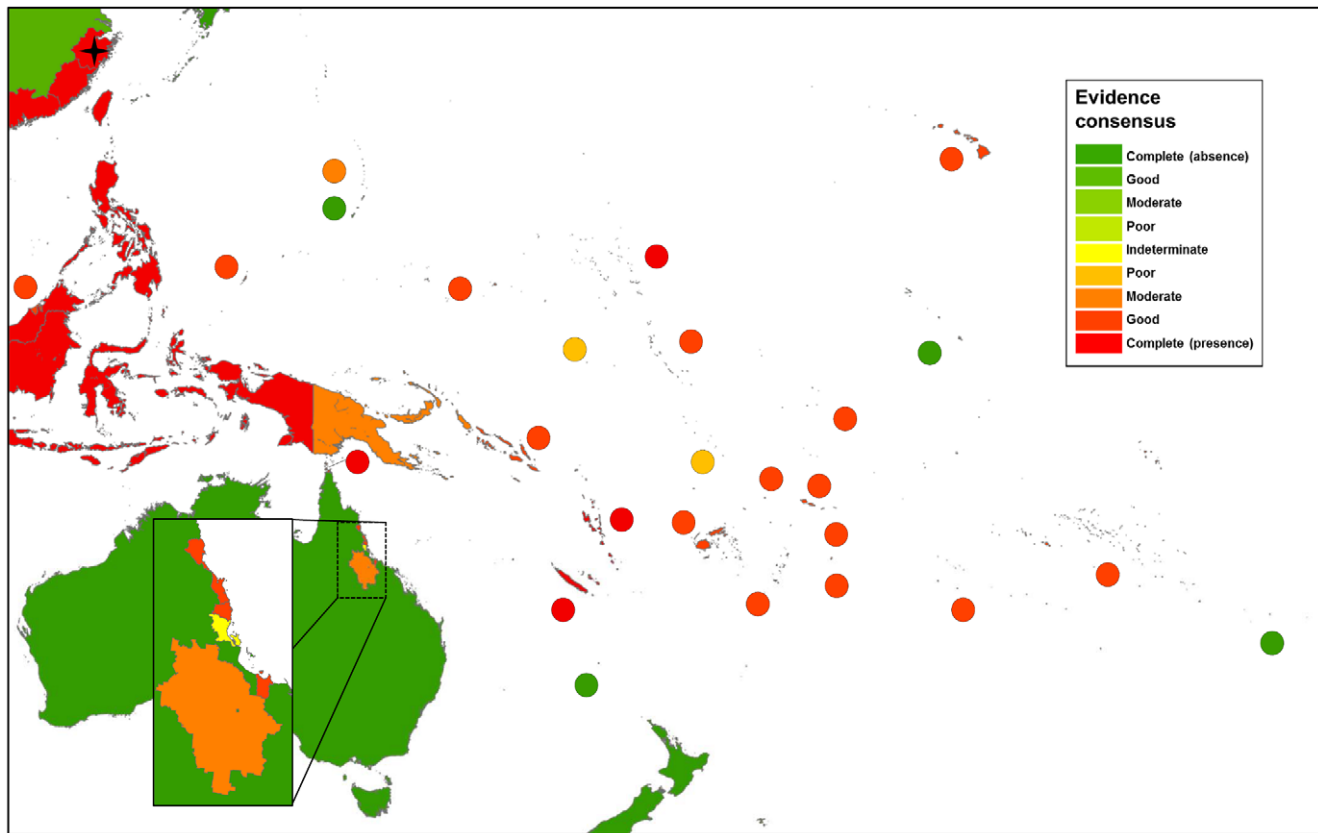 Evidence
consensus
Complete (absence)
Good
Moderate
Poor
Indeterminate
Poor
Moderate
Good
Complete (presence)